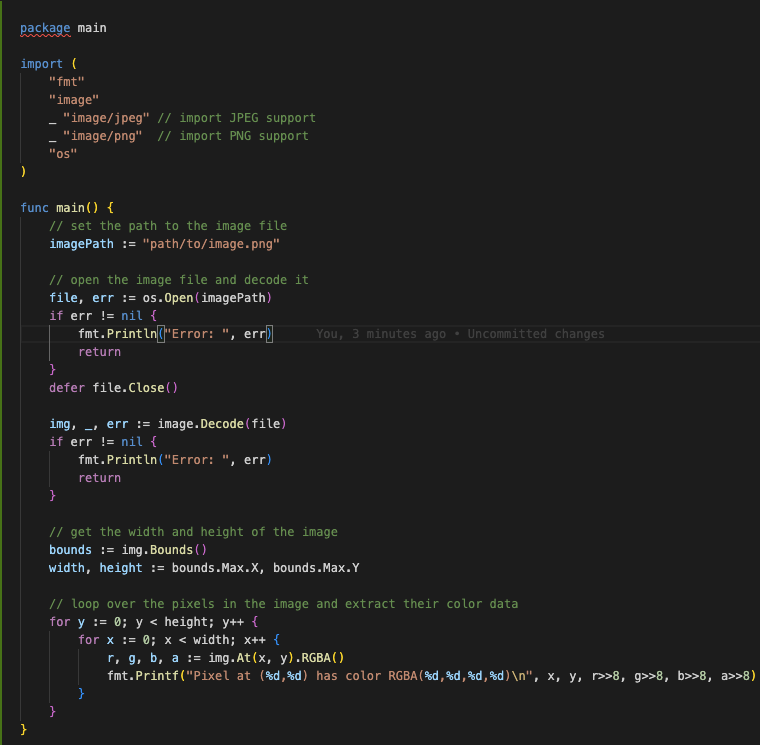 package main
import (
"fmt"
"image"
_ "image/jpeg" // import JPEG support
_ "image/png"  // import PNG support
"os"
)
func main() {
// set the path to the image file
imagePath := "path/to/image.png"
// open the image file and decode it
file, err := os.Open(imagePath)
if err != nil {
fmt.Println("Error: ", err)    You, 3 minutes ago • Uncommitted changes
return
}
defer file.Close()
img, _, err := image.Decode(file)
if err != nil {
fmt.Println("Error: ", err)
return
}
// get the width and height of the image
bounds := img.Bounds()
width, height := bounds.Max.X, bounds.Max.Y
// loop over the pixels in the image and extract their color data
for y := 0; y < height; y++ {
for x := 0; x < width; x++ {
r, g, b, a := img.At(x, y).RGBA()
fmt.Printf("Pixel at (%d,%d) has color RGBA(%d,%d,%d,%d)\n", x, y, r>>8, g>>8, b>>8, a>>8)
}
}
}